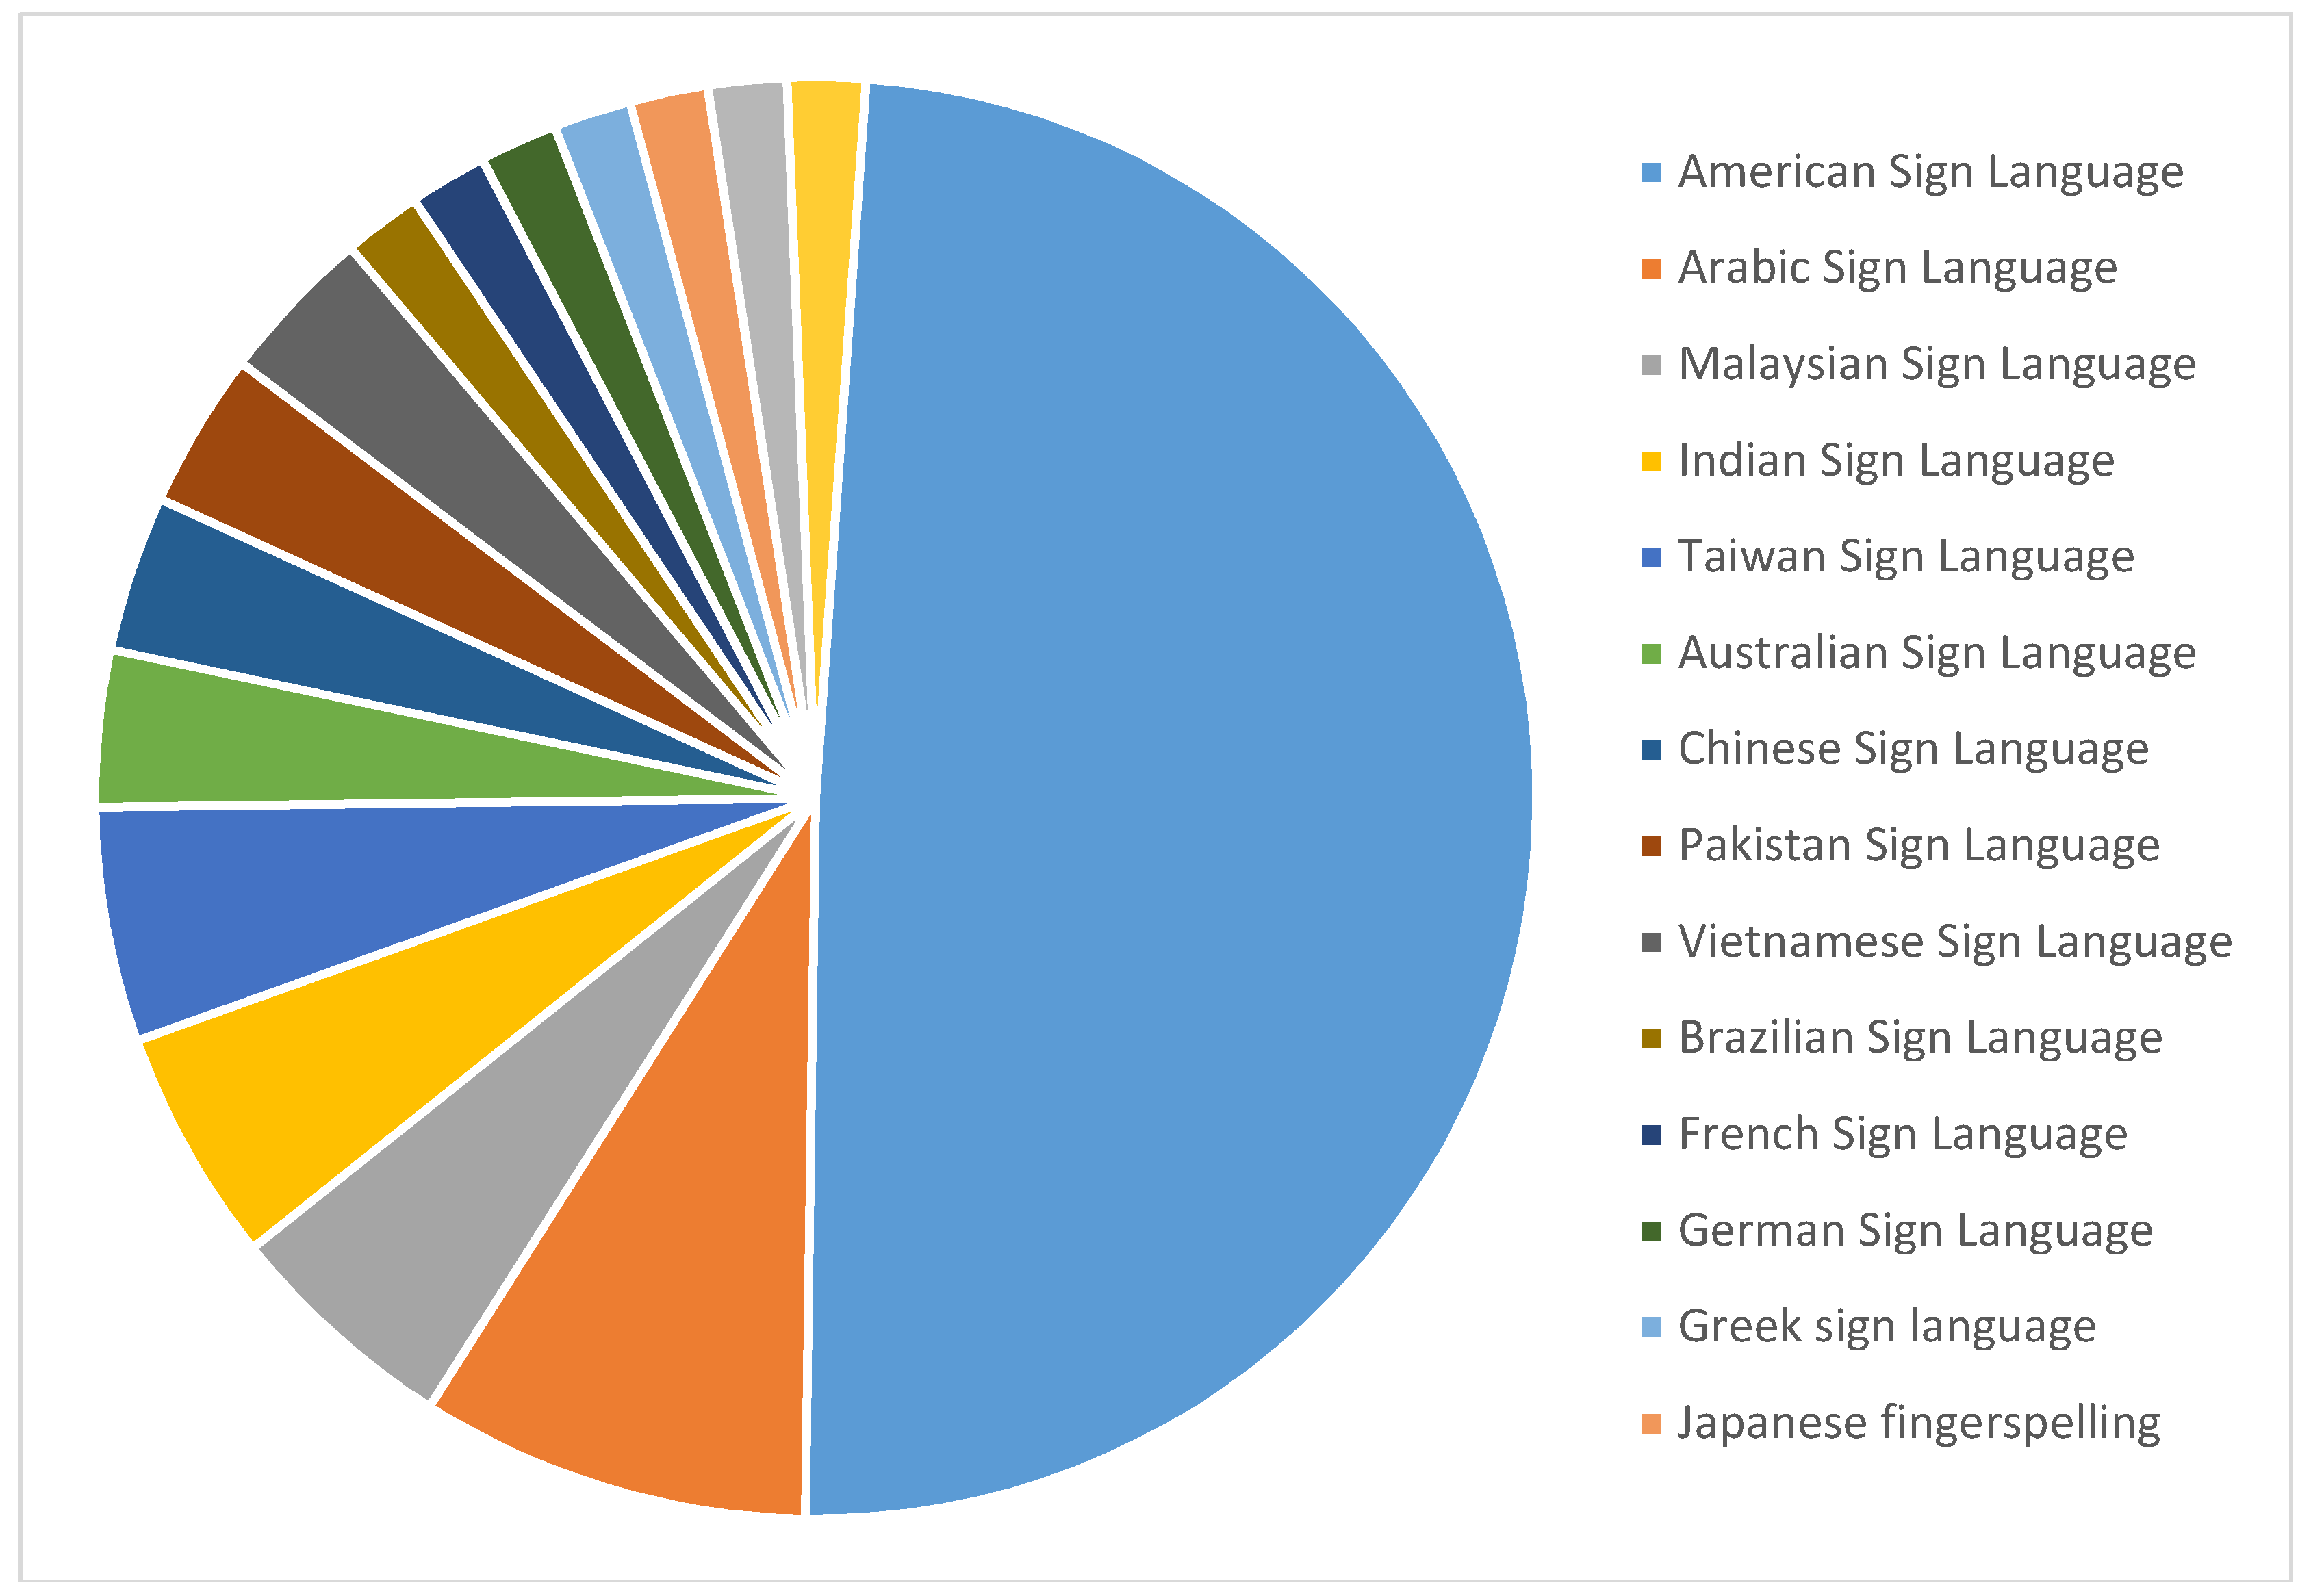 American Sign Language
Arabic Sign Language
Malaysian Sign Language
Indian Sign Language
Taiwan Sign Language
Australian Sign Language
Chinese Sign Language
Pakistan Sign Language
Vietnamese Sign Language
Brazilian Sign Language
French Sign Language
German Sign Language
Greek sign language
Japanese fingerspelling